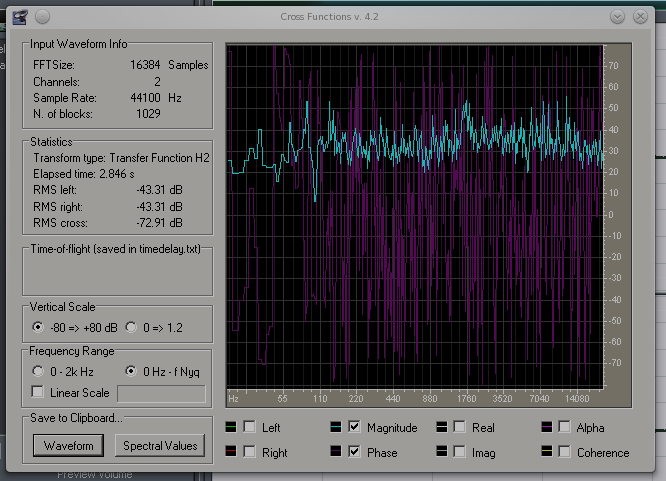 Cross Functions v. 4.2
Input Waveform Info
FFTSize: 16384 Samples
Channels: 2
Sample Rate: 44100 Hz
N. of blocks: 1029
Statistics
Transform type: Transfer Function H2
Elapsed time: 2.846 s
RMS left: -43.31 dB
RMS right: -43.31 dB
RMS cross: -72.91 dB
Time-of-flight (saved in timedelay.txt)
Vertical Scale
-80 => +80 dB 0 => 1.2
Frequency Range
0 - 2k Hz 0 Hz - f Nyq
Linear Scale
Save to Clipboard...
Waveform Spectral Values
70
60
50
40
30
20
10
0
-10
-20
-30
-40
-50
-60
-70
Hz 55 110 220 440 880 1760 3520 7040 14080
Left Magnitude Real Alpha
Right Phase Imag Coherence
Preview Volume